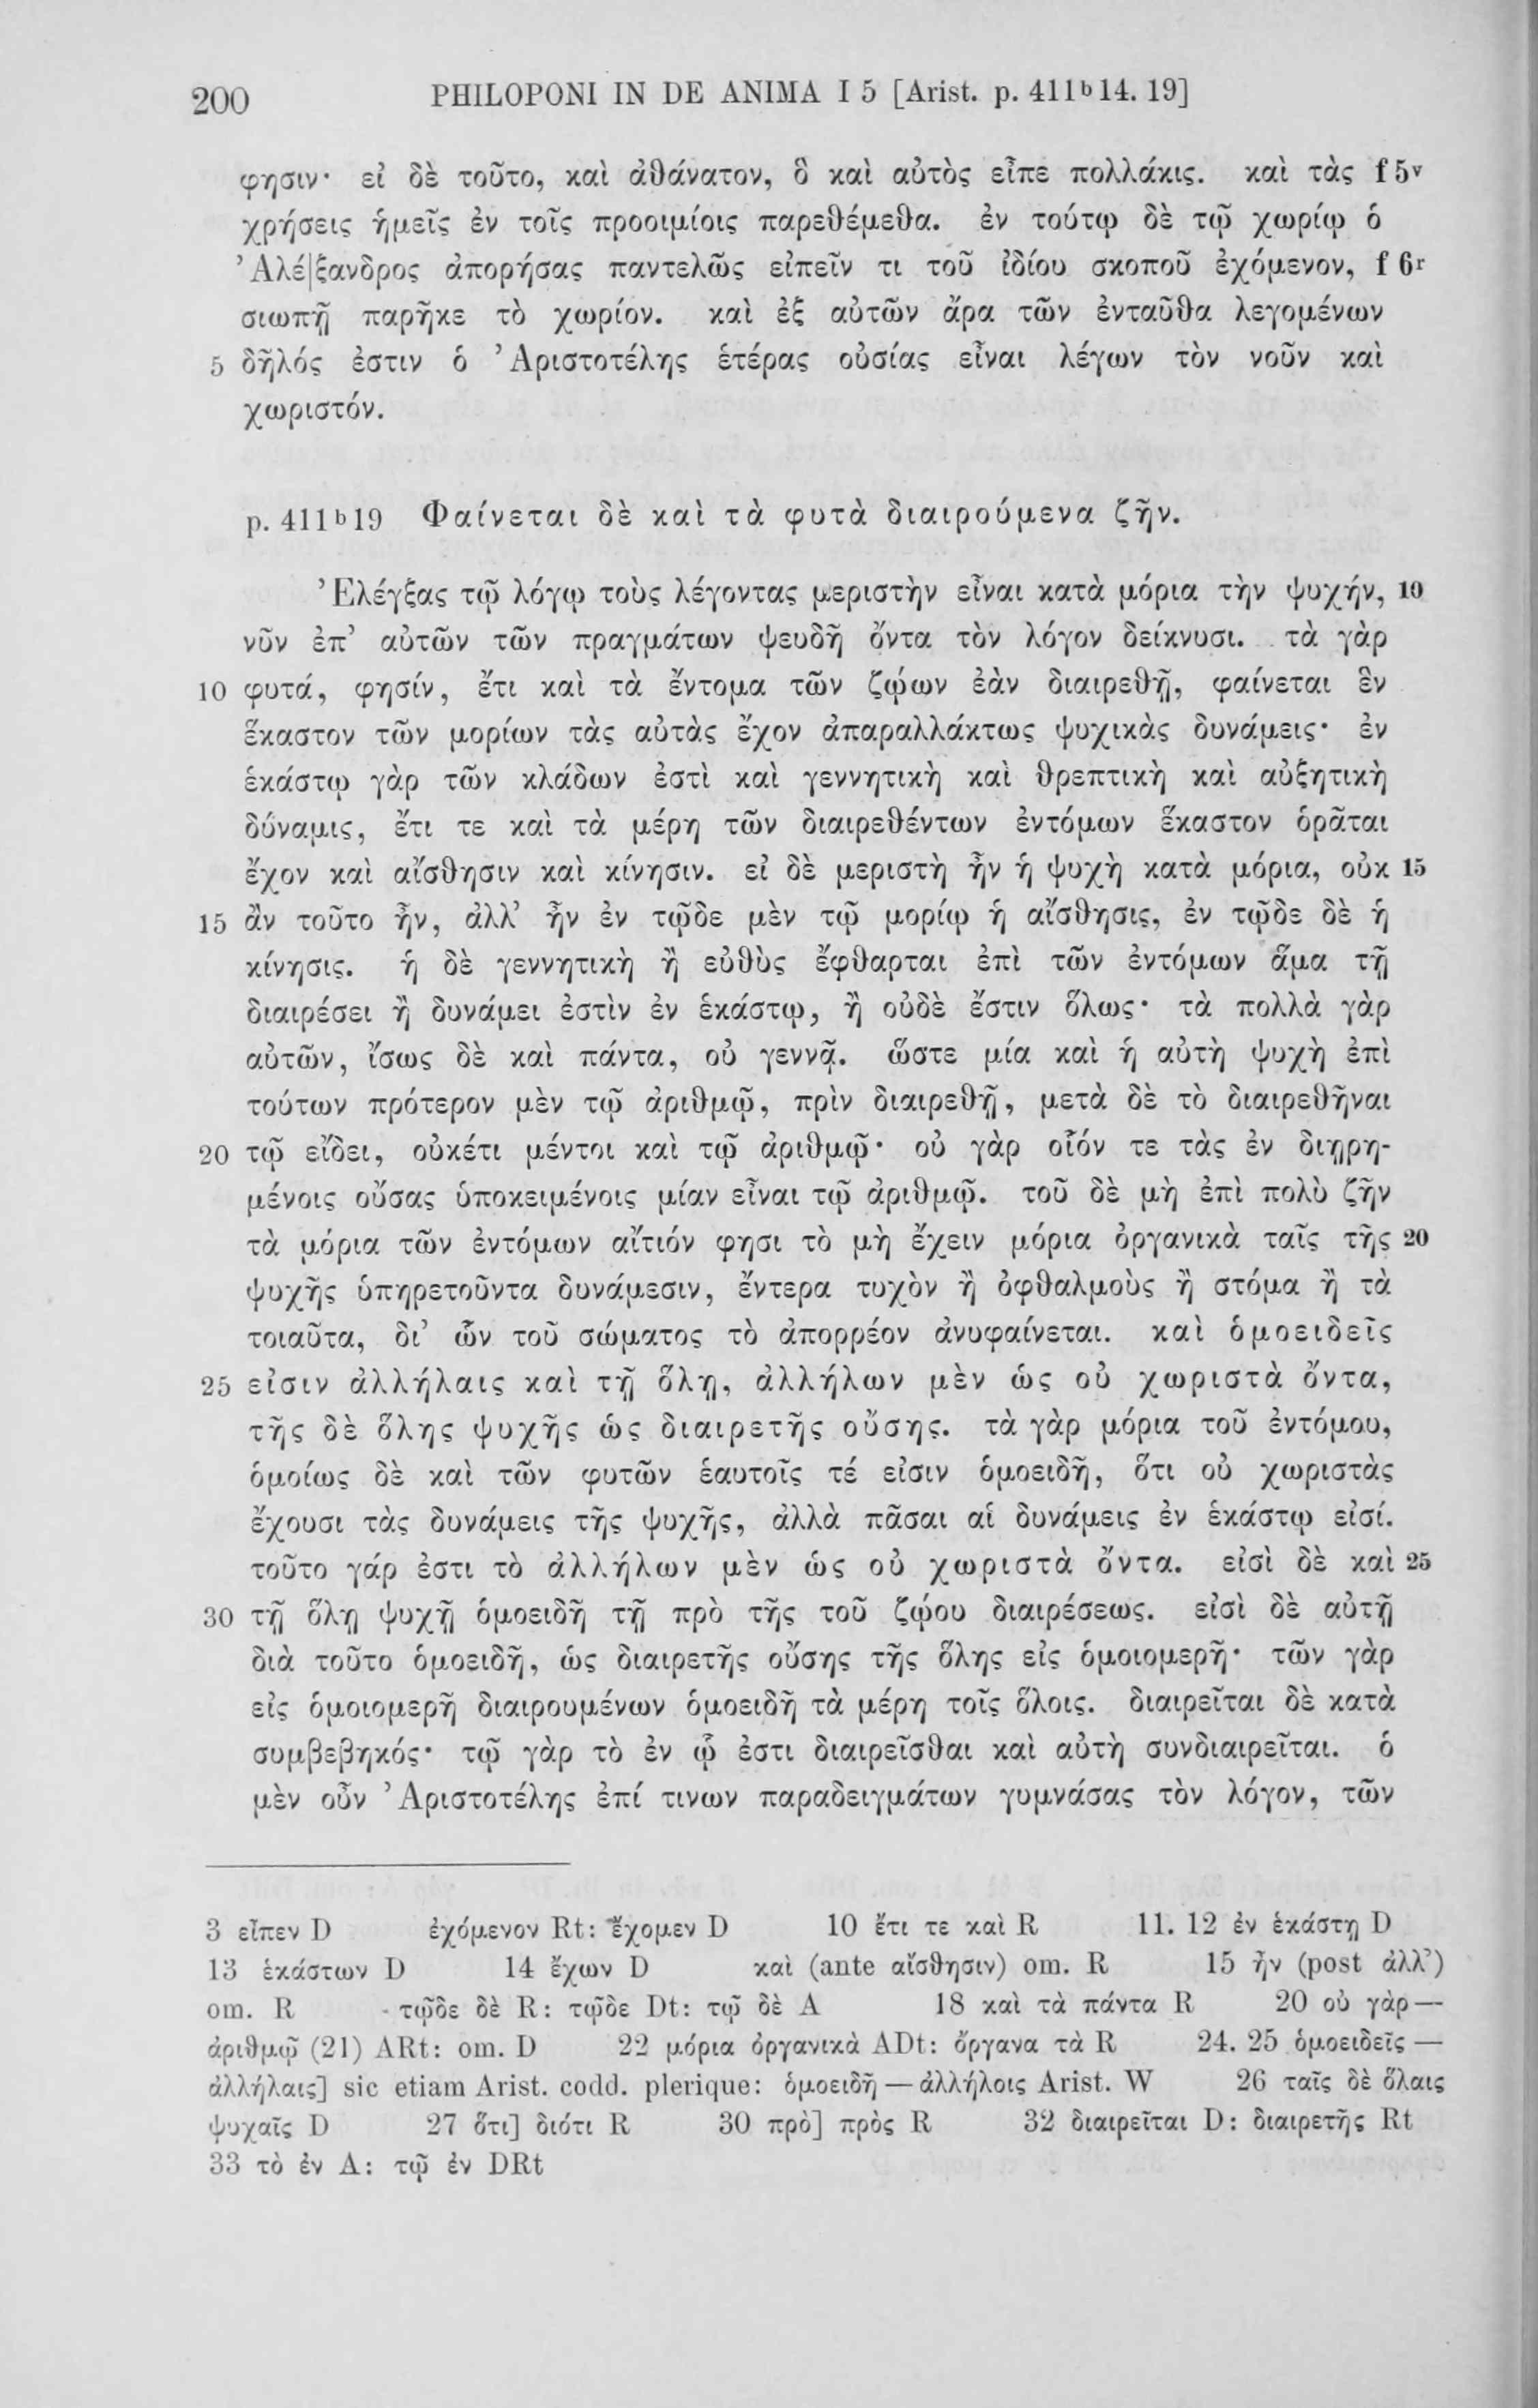 200 PHILOPONI IN DE ANIMA I 5 [Arist. p. 411ᵇ14. 19]
φησιν· εἰ δὲ τοῦτο, καὶ ἀθάνατον, ὃ καὶ αὐτὸς εἶπε πολλάκις. καὶ τὰς f 5ᵛ
χρήσεις ἡμεῖς ἐν τοῖς προοιμίοις παρεθέμεθα. ἐν τούτῳ δὲ τῷ χωρίῳ ὁ
Ἀλέ|ξανδρος ἀπορήσας παντελῶς εἰπεῖν τι τοῦ ἰδίου σκοποῦ ἐχόμενον, f 6ʳ
σιωπῇ παρῆκε τὸ χωρίον. καὶ ἐξ αὐτῶν ἄρα τῶν ἐνταῦθα λεγομένων
5 δῆλός ἐστιν ὁ Ἀριστοτέλης ἑτέρας οὐσίας εἶναι λέγων τὸν νοῦν καὶ
χωριστόν.
p. 411ᵇ19 Φαίνεται δὲ καὶ τὰ φυτὰ διαιρούμενα ζῆν.
Ἐλέγξας τῷ λόγῳ τοὺς λέγοντας μεριστὴν εἶναι κατὰ μόρια τὴν ψυχήν, 10
νῦν ἐπ’ αὐτῶν τῶν πραγμάτων ψευδῆ ὄντα τὸν λόγον δείκνυσι. τὰ γὰρ
10 φυτά, φησίν, ἔτι καὶ τὰ ἔντομα τῶν ζῴων ἐὰν διαιρεθῇ, φαίνεται ἓν
ἕκαστον τῶν μορίων τὰς αὐτὰς ἔχον ἀπαραλλάκτως ψυχικὰς δυνάμεις· ἐν
ἑκάστῳ γὰρ τῶν κλάδων ἐστὶ καὶ γεννητικὴ καὶ θρεπτικὴ καὶ αὐξητικὴ
δύναμις, ἔτι τε καὶ τὰ μέρη τῶν διαιρεθέντων ἐντόμων ἕκαστον ὁρᾶται
ἔχον καὶ αἴσθησιν καὶ κίνησιν. εἰ δὲ μεριστὴ ἦν ἡ ψυχὴ κατὰ μόρια, οὐκ 15
15 ἂν τοῦτο ἦν, ἀλλ’ ἦν ἐν τῷδε μὲν τῷ μορίῳ ἡ αἴσθησις, ἐν τῷδε δὲ ἡ
κίνησις. ἡ δὲ γεννητικὴ ἢ εὐθὺς ἔφθαρται ἐπὶ τῶν ἐντόμων ἅμα τῇ
διαιρέσει ἢ δυνάμει ἐστὶν ἐν ἑκάστῳ, ἢ οὐδὲ ἔστιν ὅλως· τὰ πολλὰ γὰρ
αὐτῶν, ἴσως δὲ καὶ πάντα, οὐ γεννᾷ. ὥστε μία καὶ ἡ αὐτὴ ψυχὴ ἐπὶ
τούτων πρότερον μὲν τῷ ἀριθμῷ, πρὶν διαιρεθῇ, μετὰ δὲ τὸ διαιρεθῆναι
20 τῷ εἴδει, οὐκέτι μέντοι καὶ τῷ ἀριθμῷ· οὐ γὰρ οἷόν τε τὰς ἐν διῃρη-
μένοις οὔσας ὑποκειμένοις μίαν εἶναι τῷ ἀριθμῷ. τοῦ δὲ μὴ ἐπὶ πολὺ ζῆν
τὰ μόρια τῶν ἐντόμων αἴτιόν φησι τὸ μὴ ἔχειν μόρια ὀργανικὰ ταῖς τῆς 20
ψυχῆς ὑπηρετοῦντα δυνάμεσιν, ἔντερα τυχὸν ἢ ὀφθαλμοὺς ἢ στόμα ἢ τὰ
τοιαῦτα, δι’ ὧν τοῦ σώματος τὸ ἀπορρέον ἀνυφαίνεται. καὶ ὁμοειδεῖς
25 εἰσιν ἀλλήλαις καὶ τῇ ὅλῃ, ἀλλήλων μὲν ὡς οὐ χωριστὰ ὄντα,
τῆς δὲ ὅλης ψυχῆς ὡς διαιρετῆς οὔσης. τὰ γὰρ μόρια τοῦ ἐντόμου,
ὁμοίως δὲ καὶ τῶν φυτῶν ἑαυτοῖς τέ εἰσιν ὁμοειδῆ, ὅτι οὐ χωριστὰς
ἔχουσι τὰς δυνάμεις τῆς ψυχῆς, ἀλλὰ πᾶσαι αἱ δυνάμεις ἐν ἑκάστῳ εἰσί.
τοῦτο γάρ ἐστι τὸ ἀλλήλων μὲν ὡς οὐ χωριστὰ ὄντα. εἰσὶ δὲ καὶ 25
30 τῇ ὅλῃ ψυχῇ ὁμοειδῆ τῇ πρὸ τῆς τοῦ ζῴου διαιρέσεως. εἰσὶ δὲ αὐτῇ
διὰ τοῦτο ὁμοειδῆ, ὡς διαιρετῆς οὔσης τῆς ὅλης εἰς ὁμοιομερῆ· τῶν γὰρ
εἰς ὁμοιομερῆ διαιρουμένων ὁμοειδῆ τὰ μέρη τοῖς ὅλοις. διαιρεῖται δὲ κατὰ
συμβεβηκός· τῷ γὰρ τὸ ἐν ᾧ ἐστι διαιρεῖσθαι καὶ αὐτὴ συνδιαιρεῖται. ὁ
μὲν οὖν Ἀριστοτέλης ἐπί τινων παραδειγμάτων γυμνάσας τὸν λόγον, τῶν
3 εἶπεν D ἐχόμενον Rt: ἔχομεν D 10 ἔτι τε καὶ R 11. 12 ἐν ἑκάστῃ D
13 ἑκάστων D 14 ἔχων D καὶ (ante αἴσθησιν) om. R 15 ἦν (post ἀλλ’)
om. R τῷδε δὲ R: τῷδε Dt: τῷ δὲ A 18 καὶ τὰ πάντα R 20 οὐ γὰρ —
ἀριθμῷ (21) ARt: om. D 22 μόρια ὀργανικὰ ADt: ὄργανα τὰ R 24. 25 ὁμοειδεῖς —
ἀλλήλαις] sic etiam Arist. codd. plerique: ὁμοειδῆ — ἀλλήλοις Arist. W 26 ταῖς δὲ ὅλαις
ψυχαῖς D 27 ὅτι] διότι R 30 πρὸ] πρὸς R 32 διαιρεῖται D: διαιρετῆς Rt
33 τὸ ἐν A: τῷ ἐν DRt